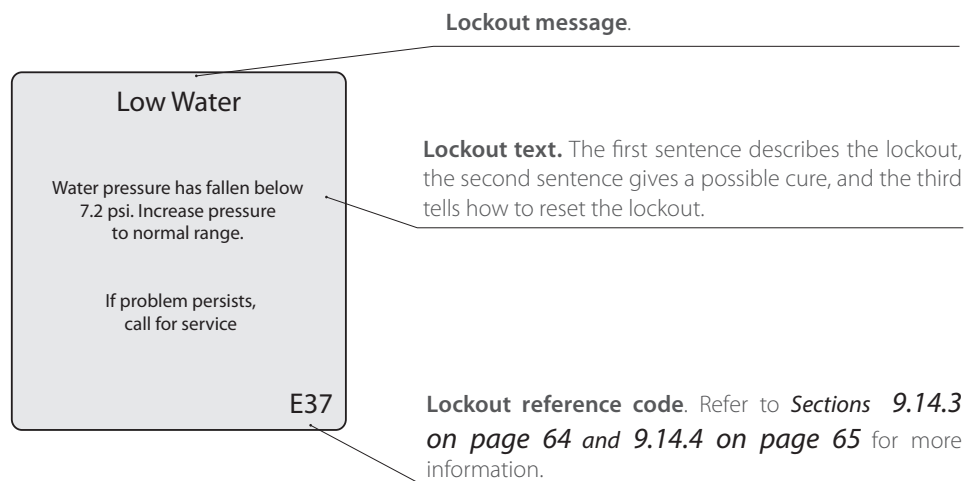 Lockout message.
Low Water
Water pressure has fallen below
7.2 psi. Increase pressure
to normal range.
If problem persists,
call for service
E37
Lockout text. The first sentence describes the lockout,
the second sentence gives a possible cure, and the third
tells how to reset the lockout.
Lockout reference code. Refer to Sections 9.14.3
on page 64 and 9.14.4 on page 65 for more
information.